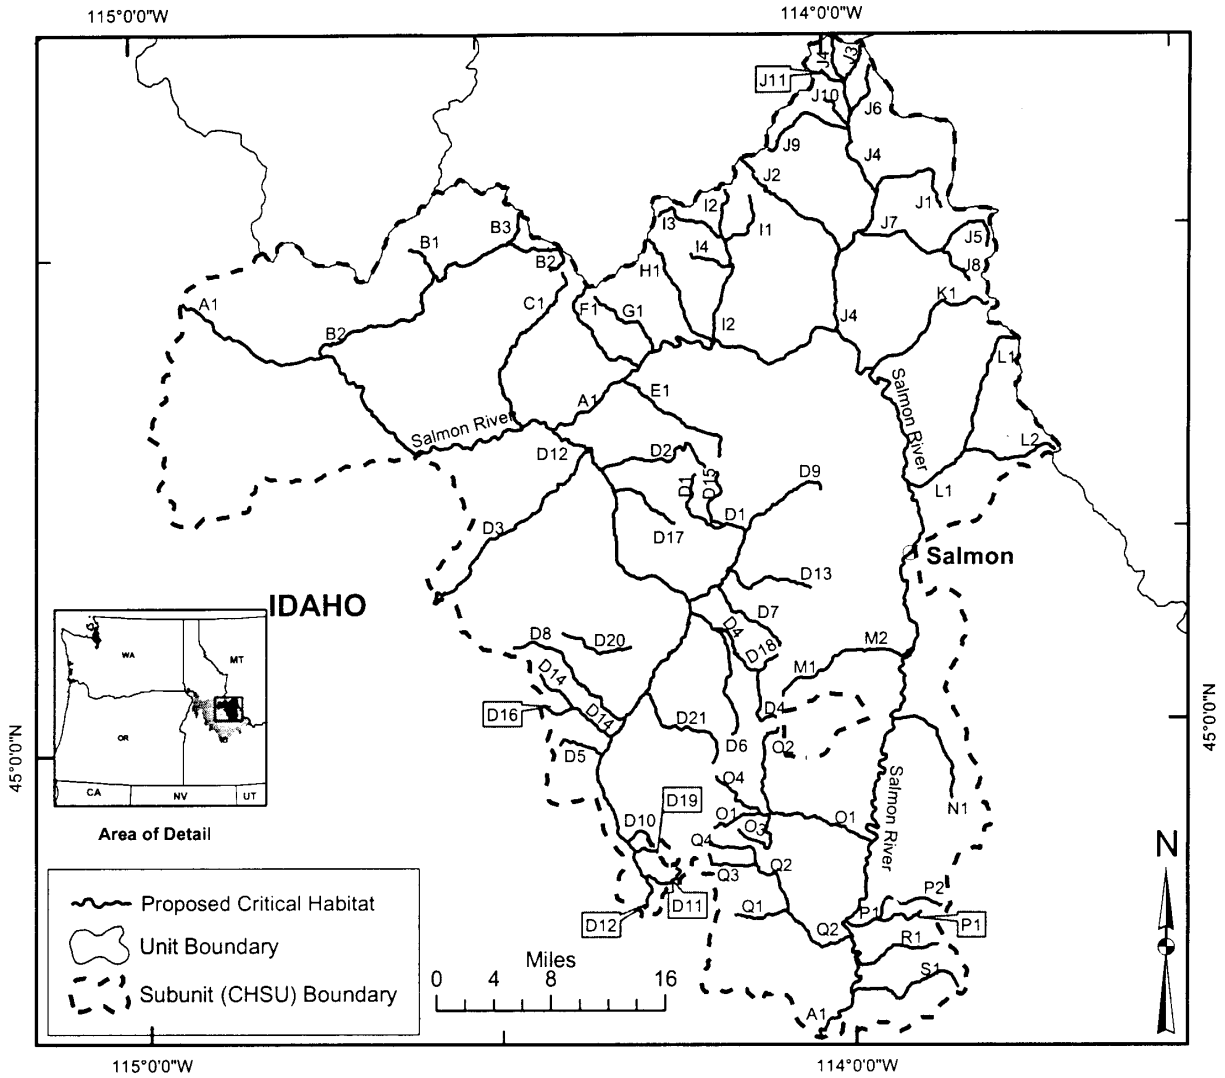 115°0'0"W
114°0'0"W
J4
J3
J11
J10
J6
J9
J4
J2
J1
I2
I3
I1
J7
J5
B3
B1
I4
B2
H1
J8
A1
C1
F1
G1
K1
B2
I2
J4
L1
E1
A1
Salmon River
Salmon River
L2
D12
D2
D9
D1
D15
L1
D3
D1
D17
Salmon
D13
IDAHO
D7
D4
D8
D20
D18
M2
M1
D14
D16
D14
D4
D21
D6
O2
D5
45°0'0"N
45°0'0"N
WA
MT
OR
CA
NV
UT
Area of Detail
O4
Salmon River
N1
D19
D10
O1
O3
O1
Q4
Q3
Q2
D11
D12
Q1
Q2
P2
P1
P1
R1
S1
A1
N
Proposed Critical Habitat
Unit Boundary
Subunit (CHSU) Boundary
Miles
0 4 8 16
115°0'0"W
114°0'0"W